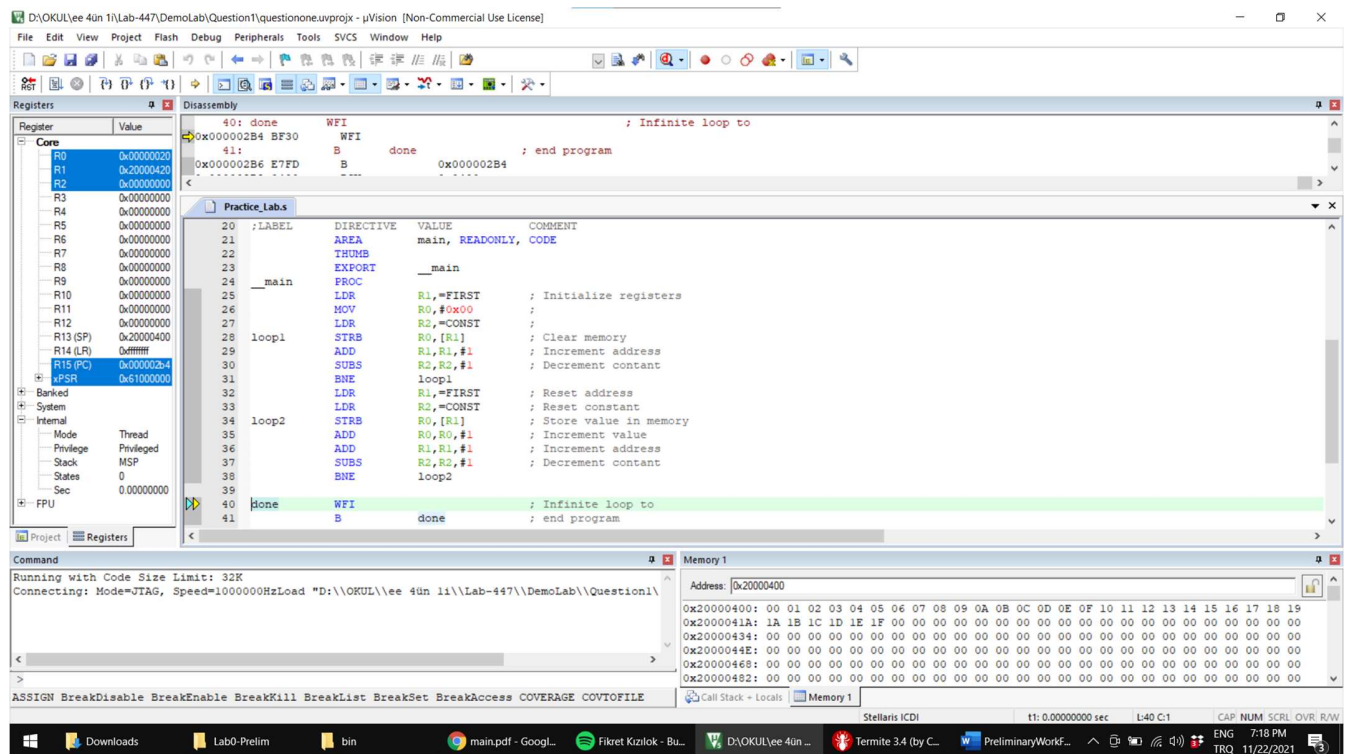 D:\OKUL\ee 4ün 1i\Lab-447\DemoLab\Question1\questionone.uvprojx - µVision [Non-Commercial Use License]
File Edit View Project Flash Debug Peripherals Tools SVCS Window Help
RST
Registers
Register Value
Core
R0 0x00000020
R1 0x20000420
R2 0x00000000
R3 0x00000000
R4 0x00000000
R5 0x00000000
R6 0x00000000
R7 0x00000000
R8 0x00000000
R9 0x00000000
R10 0x00000000
R11 0x00000000
R12 0x00000000
R13 (SP) 0x20000400
R14 (LR) 0xffffffff
R15 (PC) 0x000002b4
xPSR 0x61000000
Banked
System
Internal
Mode Thread
Privilege Privileged
Stack MSP
States 0
Sec 0.00000000
FPU
Project Registers
Disassembly
40: done WFI ; Infinite loop to
0x000002B4 BF30 WFI
41: B done ; end program
0x000002B6 E7FD B 0x000002B4
Practice_Lab.s
20 ;LABEL DIRECTIVE VALUE COMMENT
21 AREA main, READONLY, CODE
22 THUMB
23 EXPORT __main
24 __main PROC
25 LDR R1,=FIRST ; Initialize registers
26 MOV R0,#0x00 ;
27 LDR R2,=CONST ;
28 loop1 STRB R0,[R1] ; Clear memory
29 ADD R1,R1,#1 ; Increment address
30 SUBS R2,R2,#1 ; Decrement contant
31 BNE loop1
32 LDR R1,=FIRST ; Reset address
33 LDR R2,=CONST ; Reset constant
34 loop2 STRB R0,[R1] ; Store value in memory
35 ADD R0,R0,#1 ; Increment value
36 ADD R1,R1,#1 ; Increment address
37 SUBS R2,R2,#1 ; Decrement contant
38 BNE loop2
39
40 done WFI ; Infinite loop to
41 B done ; end program
Command
Running with Code Size Limit: 32K
Connecting: Mode=JTAG, Speed=1000000HzLoad "D:\\OKUL\\ee 4ün 1i\\Lab-447\\DemoLab\\Question1\
>
ASSIGN BreakDisable BreakEnable BreakKill BreakList BreakSet BreakAccess COVERAGE COVTOFILE
Memory 1
Address: 0x20000400
0x20000400: 00 01 02 03 04 05 06 07 08 09 0A 0B 0C 0D 0E 0F 10 11 12 13 14 15 16 17 18 19
0x2000041A: 1A 1B 1C 1D 1E 1F 00 00 00 00 00 00 00 00 00 00 00 00 00 00 00 00 00 00 00 00
0x20000434: 00 00 00 00 00 00 00 00 00 00 00 00 00 00 00 00 00 00 00 00 00 00 00 00 00 00
0x2000044E: 00 00 00 00 00 00 00 00 00 00 00 00 00 00 00 00 00 00 00 00 00 00 00 00 00 00
0x20000468: 00 00 00 00 00 00 00 00 00 00 00 00 00 00 00 00 00 00 00 00 00 00 00 00 00 00
0x20000482: 00 00 00 00 00 00 00 00 00 00 00 00 00 00 00 00 00 00 00 00 00 00 00 00 00 00
Call Stack + Locals Memory 1
Stellaris ICDI t1: 0.00000000 sec L:40 C:1 CAP NUM SCRL OVR R/W
Downloads Lab0-Prelim bin main.pdf - Googl... Fikret Kızılok - Bu... D:\OKUL\ee 4ün ... Termite 3.4 (by C... PreliminaryWorkF... ENG TRQ 7:18 PM 11/22/2021 3